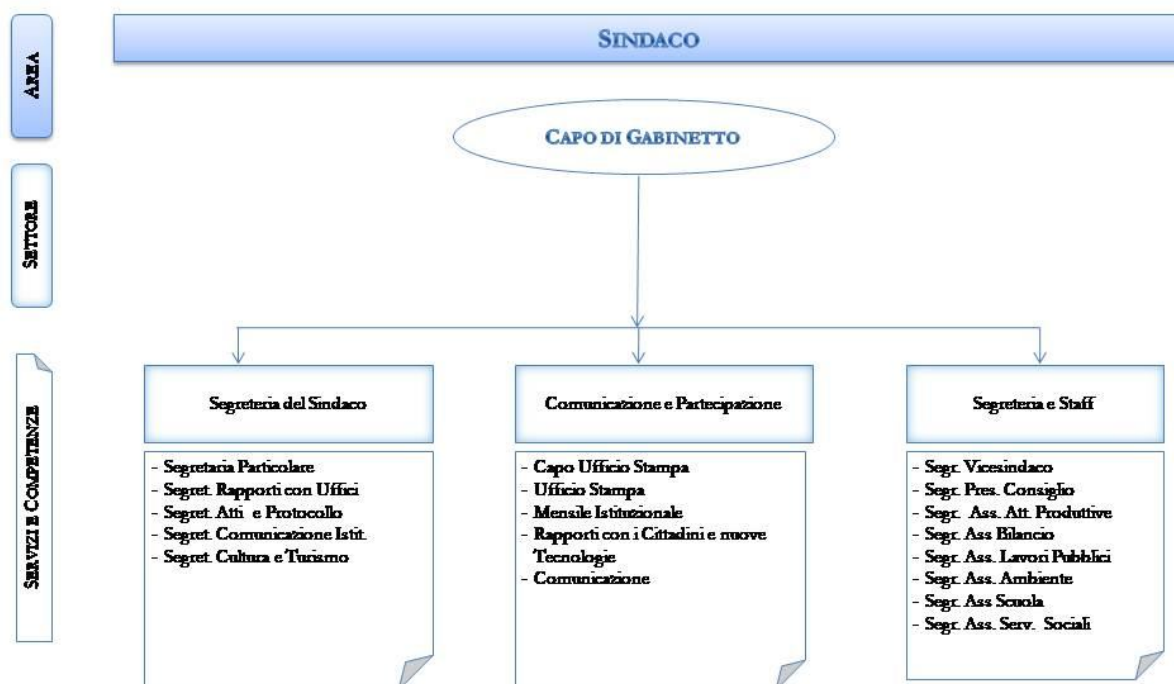 AREA
SINDACO
CAPO DI GABINETTO
SETTORE
SERVIZI E COMPETENZE
Segreteria del Sindaco
- Segretaria Particolare
- Segret. Rapporti con Uffici
- Segret. Atti e Protocollo
- Segret. Comunicazione Istit.
- Segret. Cultura e Turismo
Comunicazione e Partecipazione
- Capo Ufficio Stampa
- Ufficio Stampa
- Mensile Istituzionale
- Rapporti con i Cittadini e nuove
Tecnologie
- Comunicazione
Segreteria e Staff
- Segr. Vicesindaco
- Segr. Pres. Consiglio
- Segr. Ass. Att. Produttive
- Segr. Ass Bilancio
- Segr. Ass. Lavori Pubblici
- Segr. Ass. Ambiente
- Segr. Ass Scuola
- Segr. Ass. Serv. Sociali